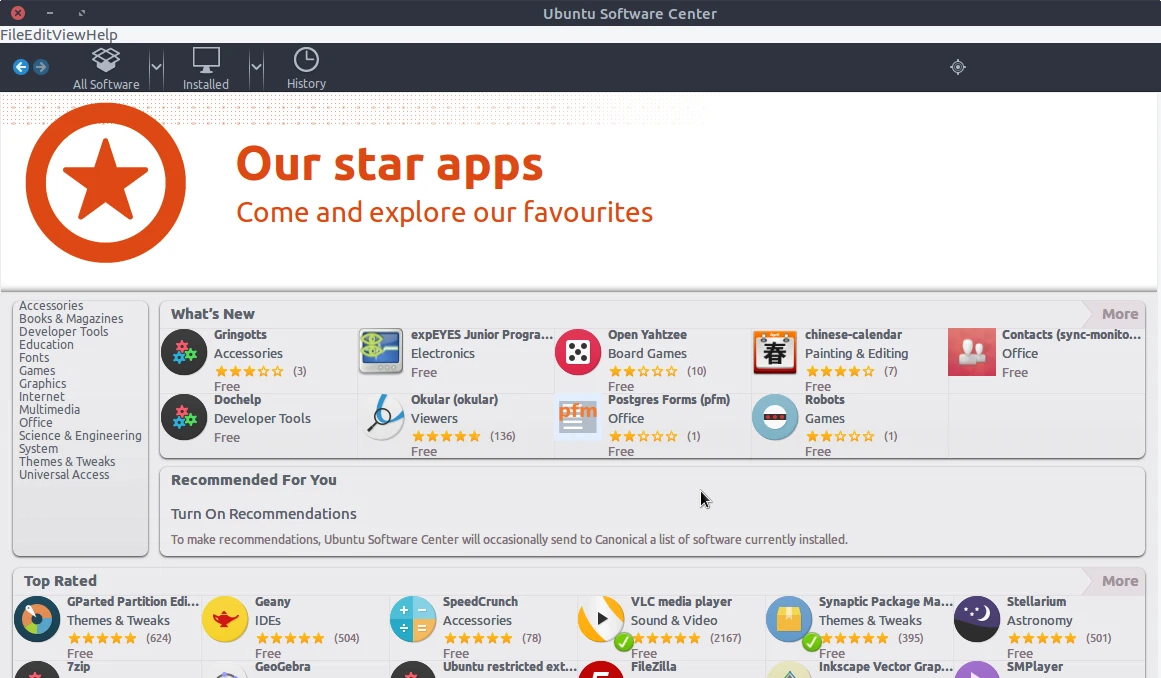 Ubuntu Software Center
FileEditViewHelp
All Software
Installed
History
Our star apps
Come and explore our favourites
Accessories
Books & Magazines
Developer Tools
Education
Fonts
Games
Graphics
Internet
Multimedia
Office
Science & Engineering
System
Themes & Tweaks
Universal Access
What's New
More
Gringotts
Accessories
(3)
Free
expEYES Junior Progra...
Electronics
Free
Open Yahtzee
Board Games
(10)
Free
chinese-calendar
Painting & Editing
(7)
Free
春
Contacts (sync-monito...
Office
Free
Dochelp
Developer Tools
Free
Okular (okular)
Viewers
(136)
Free
pfm
Postgres Forms (pfm)
Office
(1)
Free
Robots
Games
(1)
Free
Recommended For You
Turn On Recommendations
To make recommendations, Ubuntu Software Center will occasionally send to Canonical a list of software currently installed.
Top Rated
More
GParted Partition Edi...
Themes & Tweaks
(624)
Free
Geany
IDEs
(504)
Free
SpeedCrunch
Accessories
(78)
Free
VLC media player
Sound & Video
(2167)
Free
Synaptic Package Ma...
Themes & Tweaks
(395)
Free
Stellarium
Astronomy
(501)
Free
7zip
GeoGebra
Ubuntu restricted ext...
FileZilla
Inkscape Vector Grap...
SMPlayer